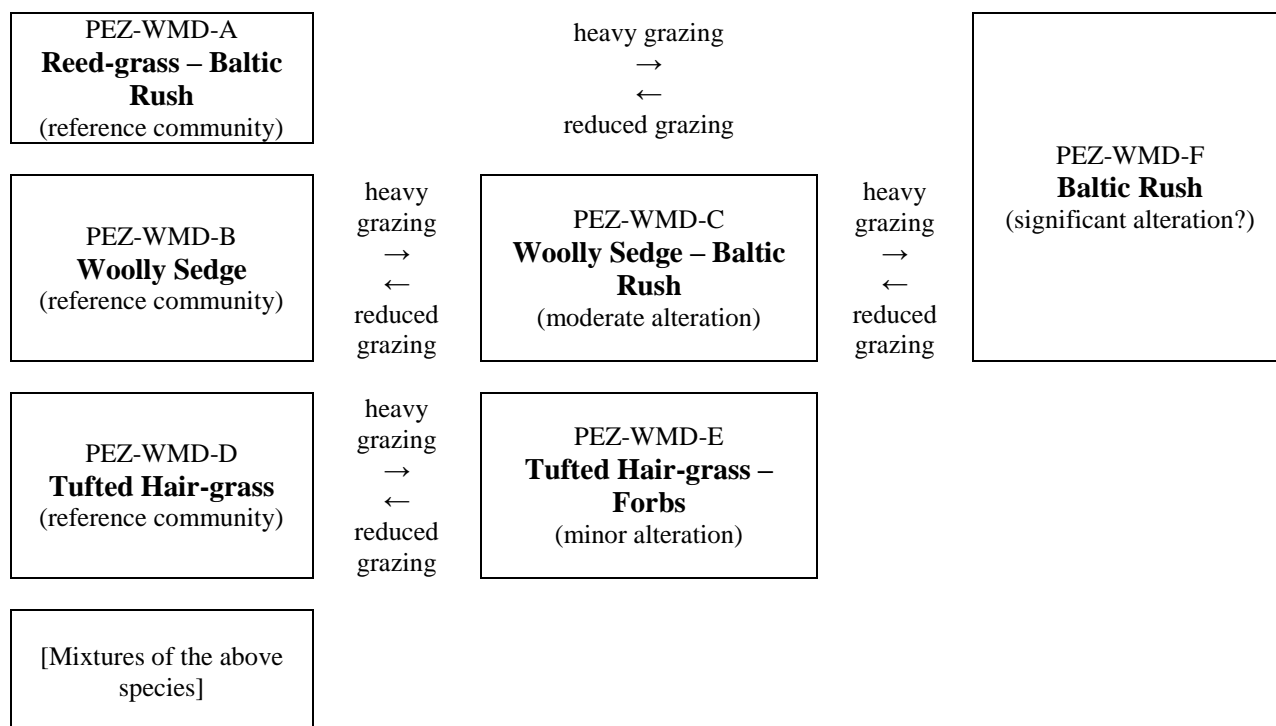 PEZ-WMD-A
Reed-grass – Baltic
Rush
(reference community)
heavy grazing
→
←
reduced grazing
PEZ-WMD-F
Baltic Rush
(significant alteration?)
PEZ-WMD-B
Woolly Sedge
(reference community)
heavy
grazing
→
←
reduced
grazing
PEZ-WMD-C
Woolly Sedge – Baltic
Rush
(moderate alteration)
heavy
grazing
→
←
reduced
grazing
PEZ-WMD-D
Tufted Hair-grass
(reference community)
heavy
grazing
→
←
reduced
grazing
PEZ-WMD-E
Tufted Hair-grass –
Forbs
(minor alteration)
[Mixtures of the above
species]